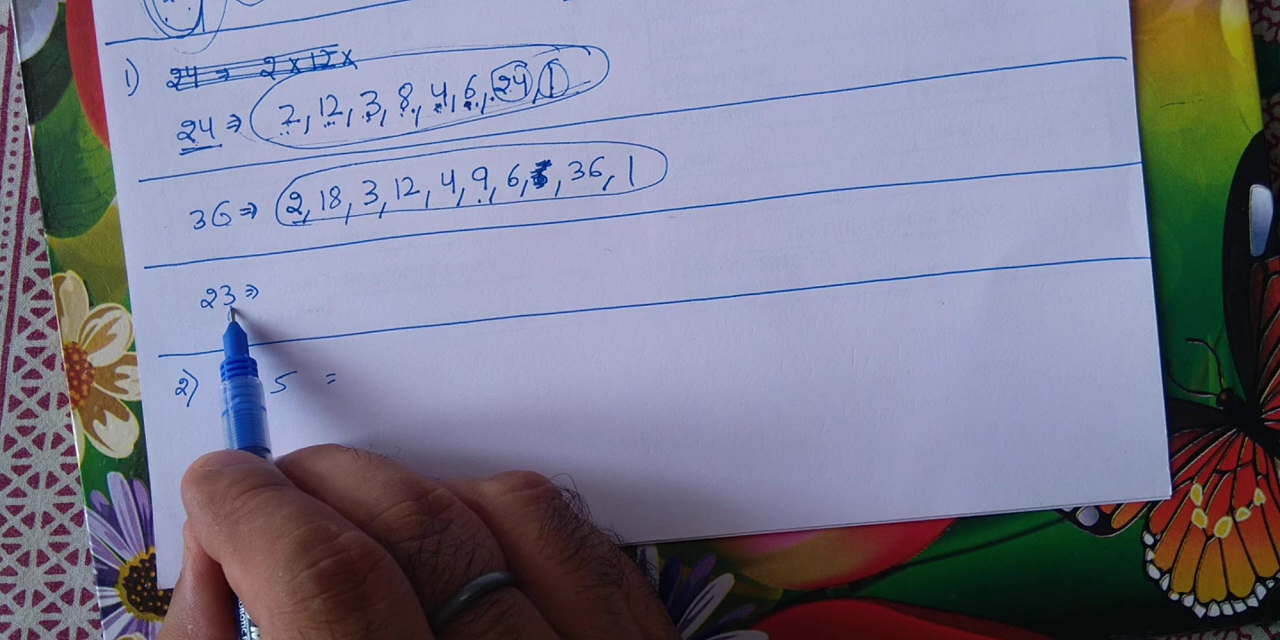 1) 24 ⇒ 2 x 12 x
24 ⇒ 2, 12, 3, 8, 4, 6, 24, 1
36 ⇒ 2, 18, 3, 12, 4, 9, 6, 36, 1
23 ⇒
2) 5 =